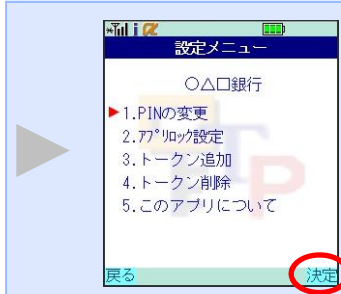 設定メニュー
○△□銀行
1.PINの変更
2.ｱﾌﾟﾘﾛｯｸ設定
3.トークン追加
4.トークン削除
5.このアプリについて
戻る 決定